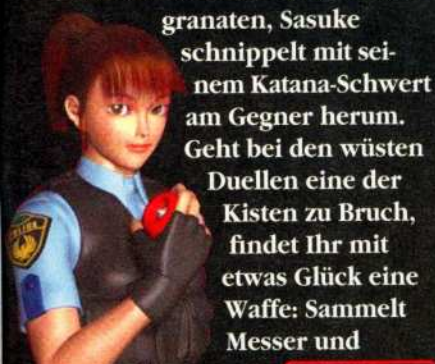 granaten, Sasuke
schnippelt mit sei-
nem Katana-Schwert
am Gegner herum.
Geht bei den wüsten
Duellen eine der
Kisten zu Bruch,
findet Ihr mit
etwas Glück eine
Waffe: Sammelt
Messer und